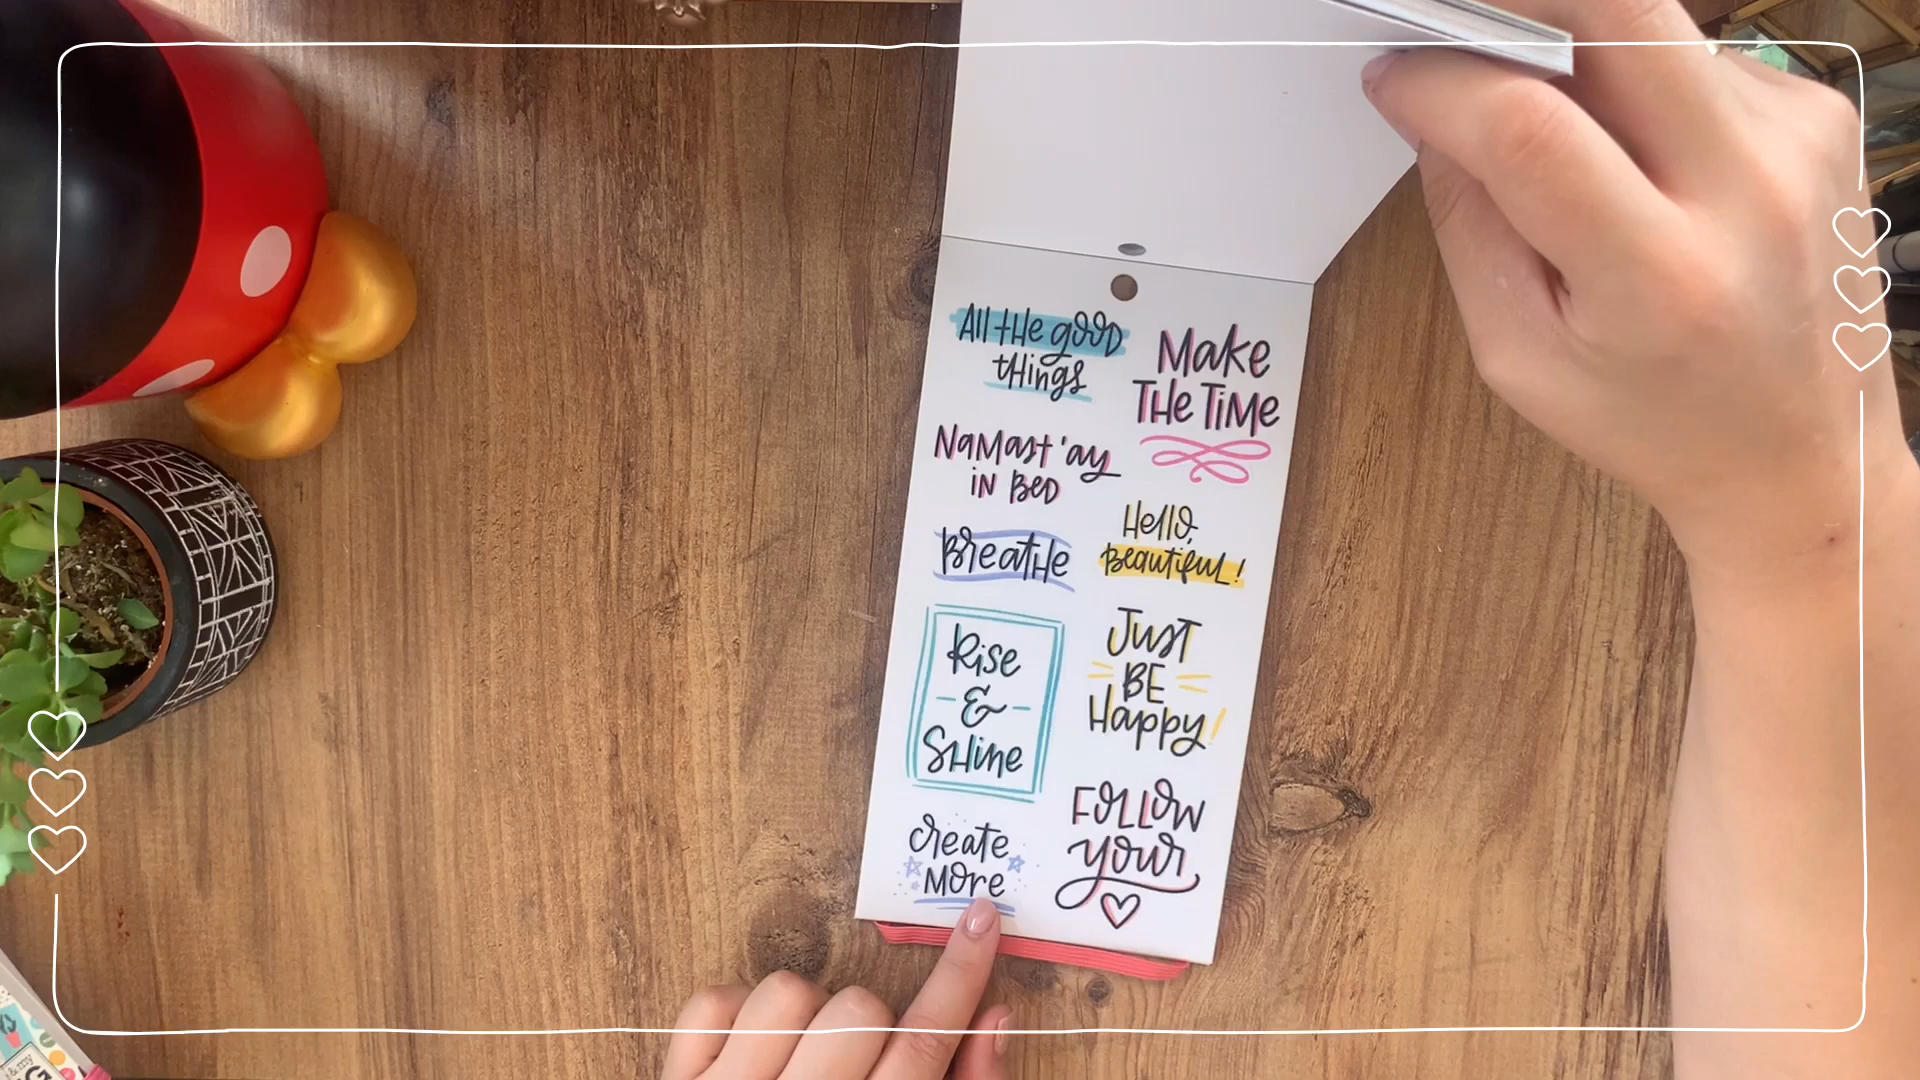 All the good
things
Make
The Time
Namast'ay
in Bed
Breathe
Hello,
Beautiful!
Rise
&
Shine
Just
Be
Happy!
Create
More
Follow
your
& my